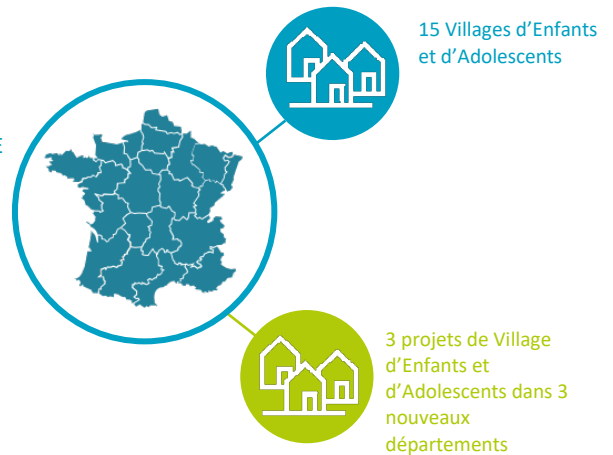 15 Villages d’Enfants
et d’Adolescents
E
3 projets de Village
d’Enfants et
d’Adolescents dans 3
nouveaux
départements